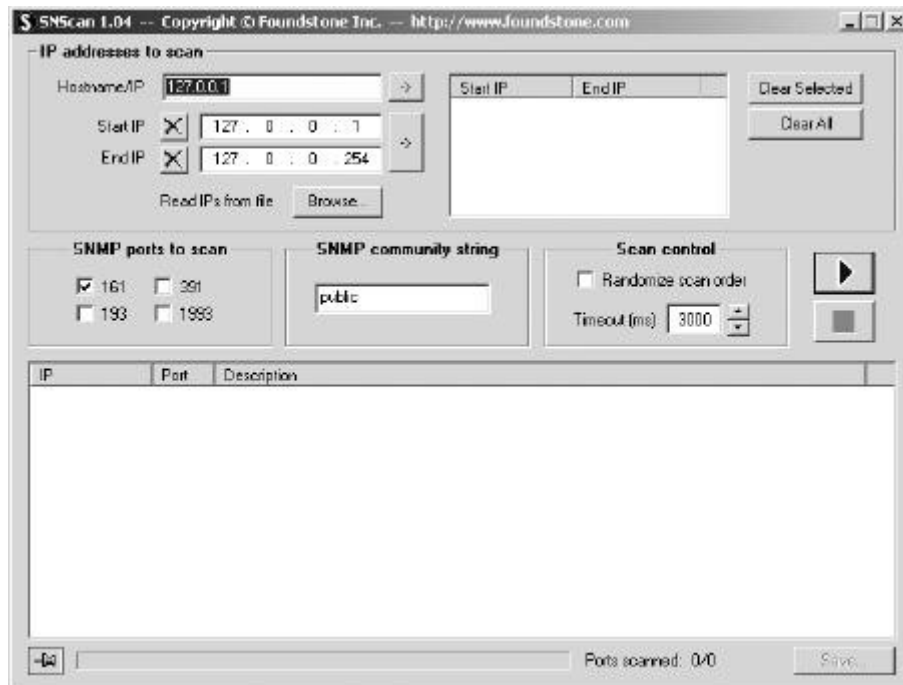 SNScan 1.04 -- Copyright © Foundstone Inc. -- http://www.foundstone.com
IP addresses to scan
Hostname/IP 127.0.0.1 -> Start IP End IP Clear Selected
Start IP X 127 . 0 . 0 . 1 -> Clear All
End IP X 127 . 0 . 0 . 254
Read IPs from file Browse...
SNMP ports to scan SNMP community string Scan control
161 391 public Randomize scan order
193 1993 Timeout (ms) 3000
IP Port Description
Ports scanned: 0/0 Save...